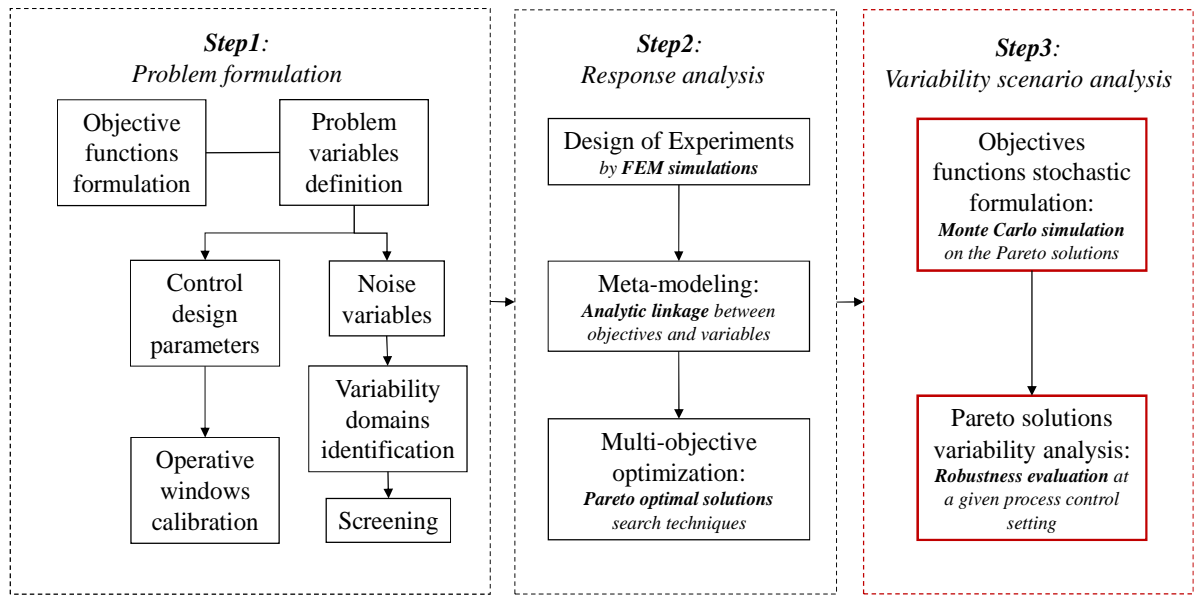 Step1:
Problem formulation
Objective
functions
formulation
Problem
variables
definition
Control
design
parameters
Noise
variables
Operative
windows
calibration
Variability
domains
identification
Screening
Step2:
Response analysis
Design of Experiments
by FEM simulations
Meta-modeling:
Analytic linkage between
objectives and variables
Multi-objective
optimization:
Pareto optimal solutions
search techniques
Step3:
Variability scenario analysis
Objectives
functions stochastic
formulation:
Monte Carlo simulation
on the Pareto solutions
Pareto solutions
variability analysis:
Robustness evaluation at
a given process control
setting